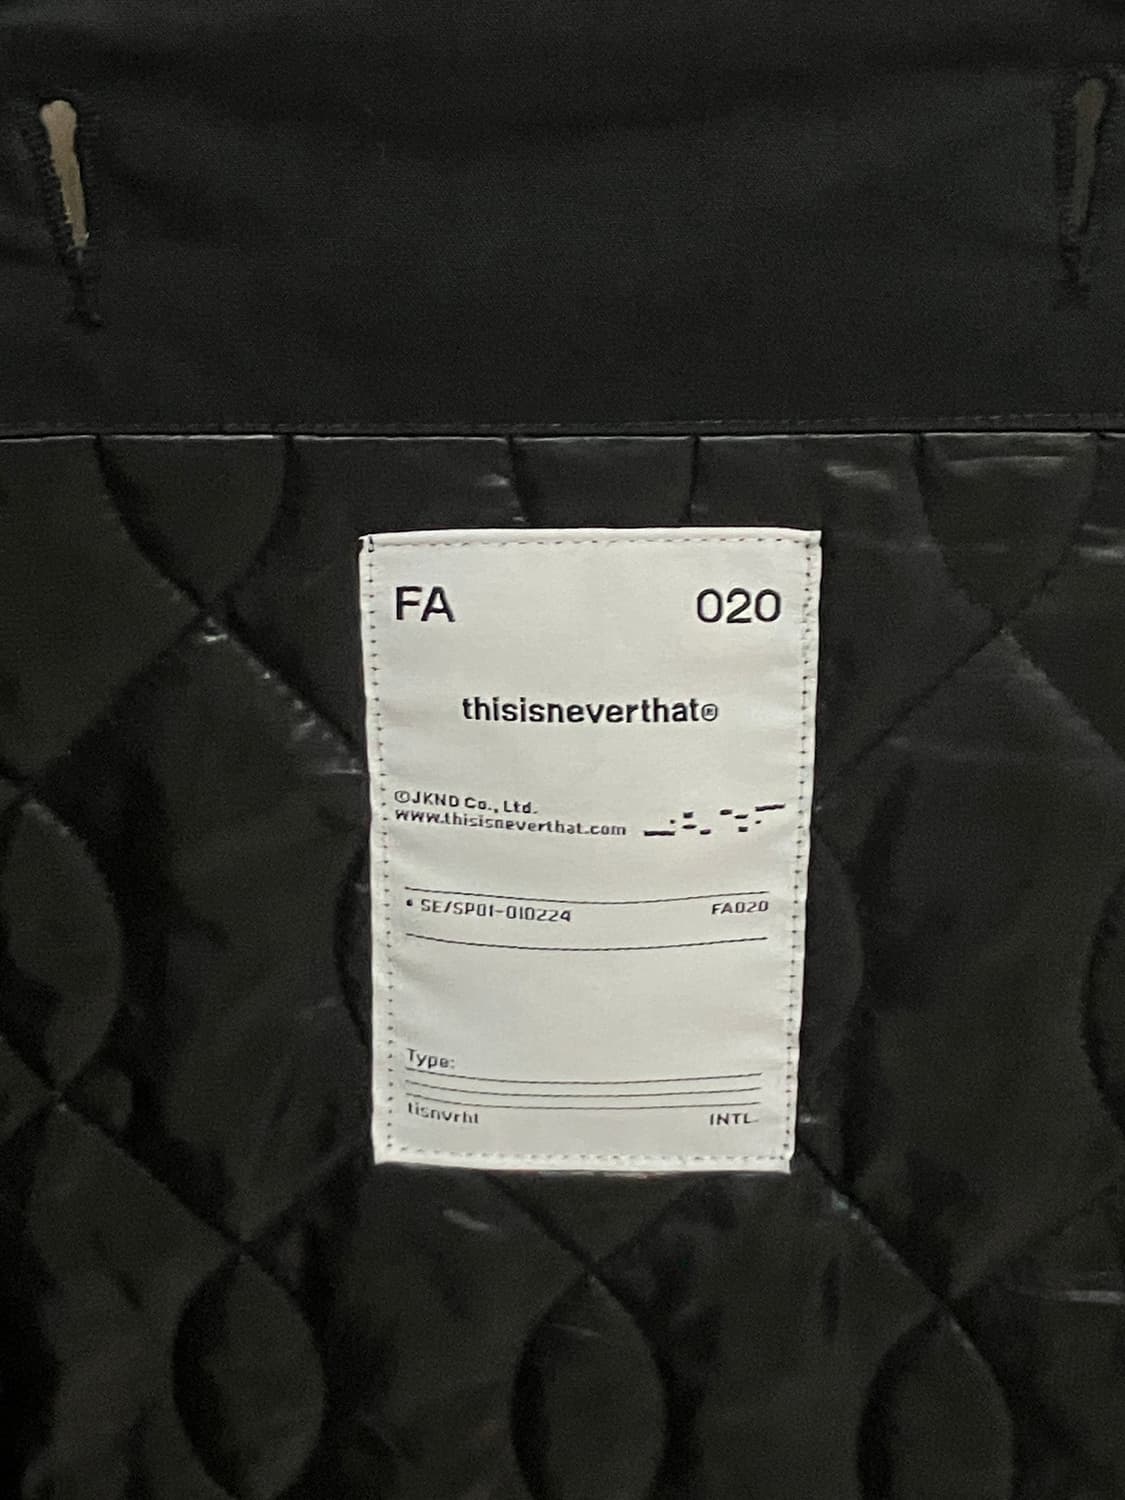 FA 020
thisisneverthat®
©JKND Co., Ltd.
www.thisisneverthat.com
• SE/SP01-010224 FA020
Type:
tisnvrht INTL.